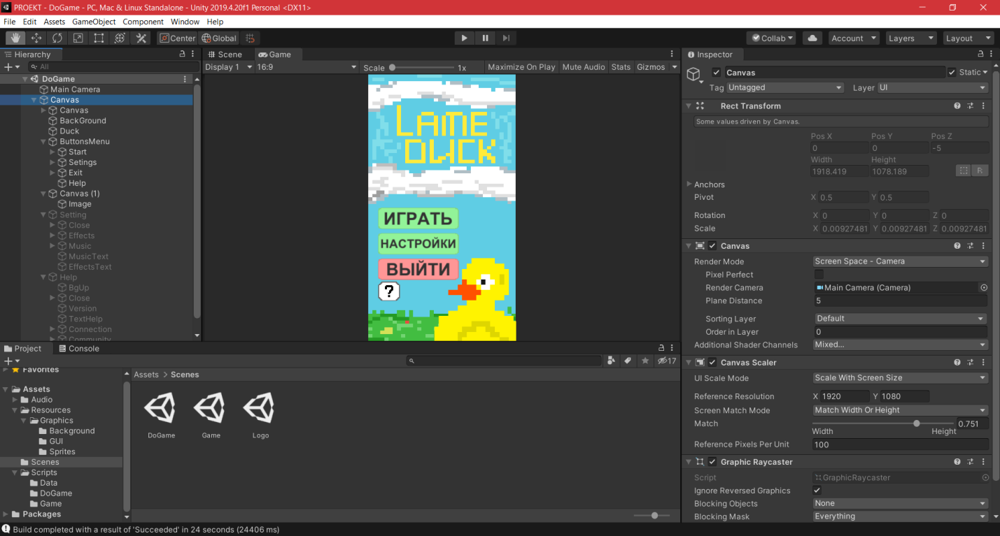 PROEKT - DoGame - PC, Mac & Linux Standalone - Unity 2019.4.20f1 Personal <DX11>
File Edit Assets GameObject Component Window Help
Center Global Collab Account Layers Layout
Hierarchy
All
DoGame
Main Camera
Canvas
Canvas
BackGround
Duck
ButtonsMenu
Start
Setings
Exit
Help
Canvas (1)
Image
Setting
Close
Effects
Music
MusicText
EffectsText
Help
BgUp
Close
Version
TextHelp
Connection
Community
Scene Game
Display 1 16:9 Scale 1x Maximize On Play Mute Audio Stats Gizmos
LAME
DUCK
ИГРАТЬ
НАСТРОЙКИ
ВЫЙТИ
?
Inspector
Canvas Static
Tag Untagged Layer UI
Rect Transform
Some values driven by Canvas.
Pos X Pos Y Pos Z
0 0 -5
Width Height
1918.419 1078.189 R
Anchors
Pivot X 0.5 Y 0.5
Rotation X 0 Y 0 Z 0
Scale X 0.00927481 Y 0.00927481 Z 0.00927481
Canvas
Render Mode Screen Space - Camera
Pixel Perfect
Render Camera Main Camera (Camera)
Plane Distance 5
Sorting Layer Default
Order in Layer 0
Additional Shader Channels Mixed...
Canvas Scaler
UI Scale Mode Scale With Screen Size
Reference Resolution X 1920 Y 1080
Screen Match Mode Match Width Or Height
Match 0.751
Width Height
Reference Pixels Per Unit 100
Graphic Raycaster
Script GraphicRaycaster
Ignore Reversed Graphics
Blocking Objects None
Blocking Mask Everything
Project Console
17
Favorites
Assets
Audio
Resources
Graphics
Background
GUI
Sprites
Scenes
Scripts
Data
DoGame
Game
Packages
Assets > Scenes
DoGame Game Logo
Build completed with a result of 'Succeeded' in 24 seconds (24406 ms)